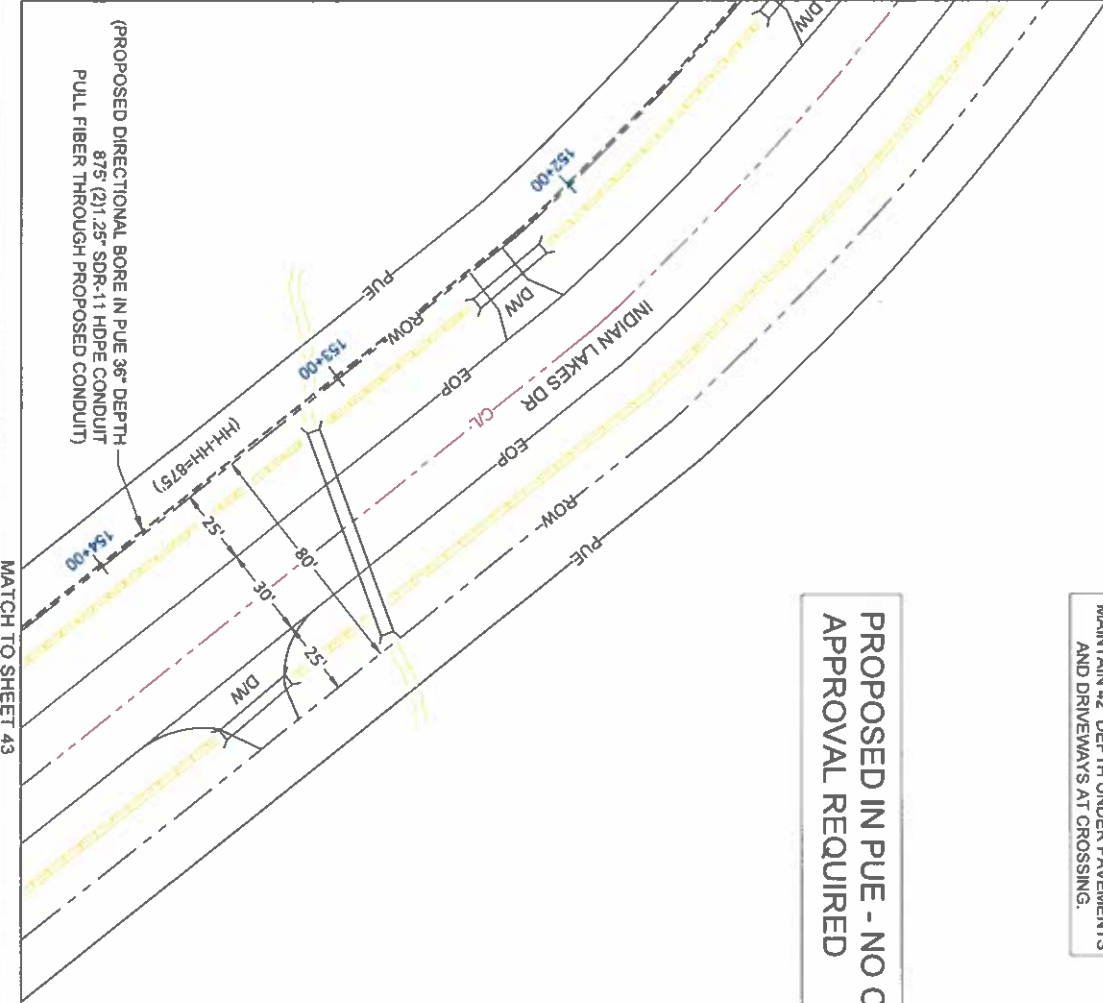 MAINTAIN 42" DEPTH UNDER PAVEMENTS
AND DRIVEWAYS AT CROSSING.
PROPOSED IN PUE - NO
APPROVAL REQUIRED
D/W
152+00
PUE
ROW
D/W
153+00
EOP
INDIAN LAKES DR
C/L
EOP
ROW
PUE
(HH-HH=875')
25'
80'
30'
25'
D/W
154+00
(PROPOSED DIRECTIONAL BORE IN PUE 36" DEPTH
875' (2)1.25" SDR-11 HDPE CONDUIT
PULL FIBER THROUGH PROPOSED CONDUIT)
MATCH TO SHEET 43